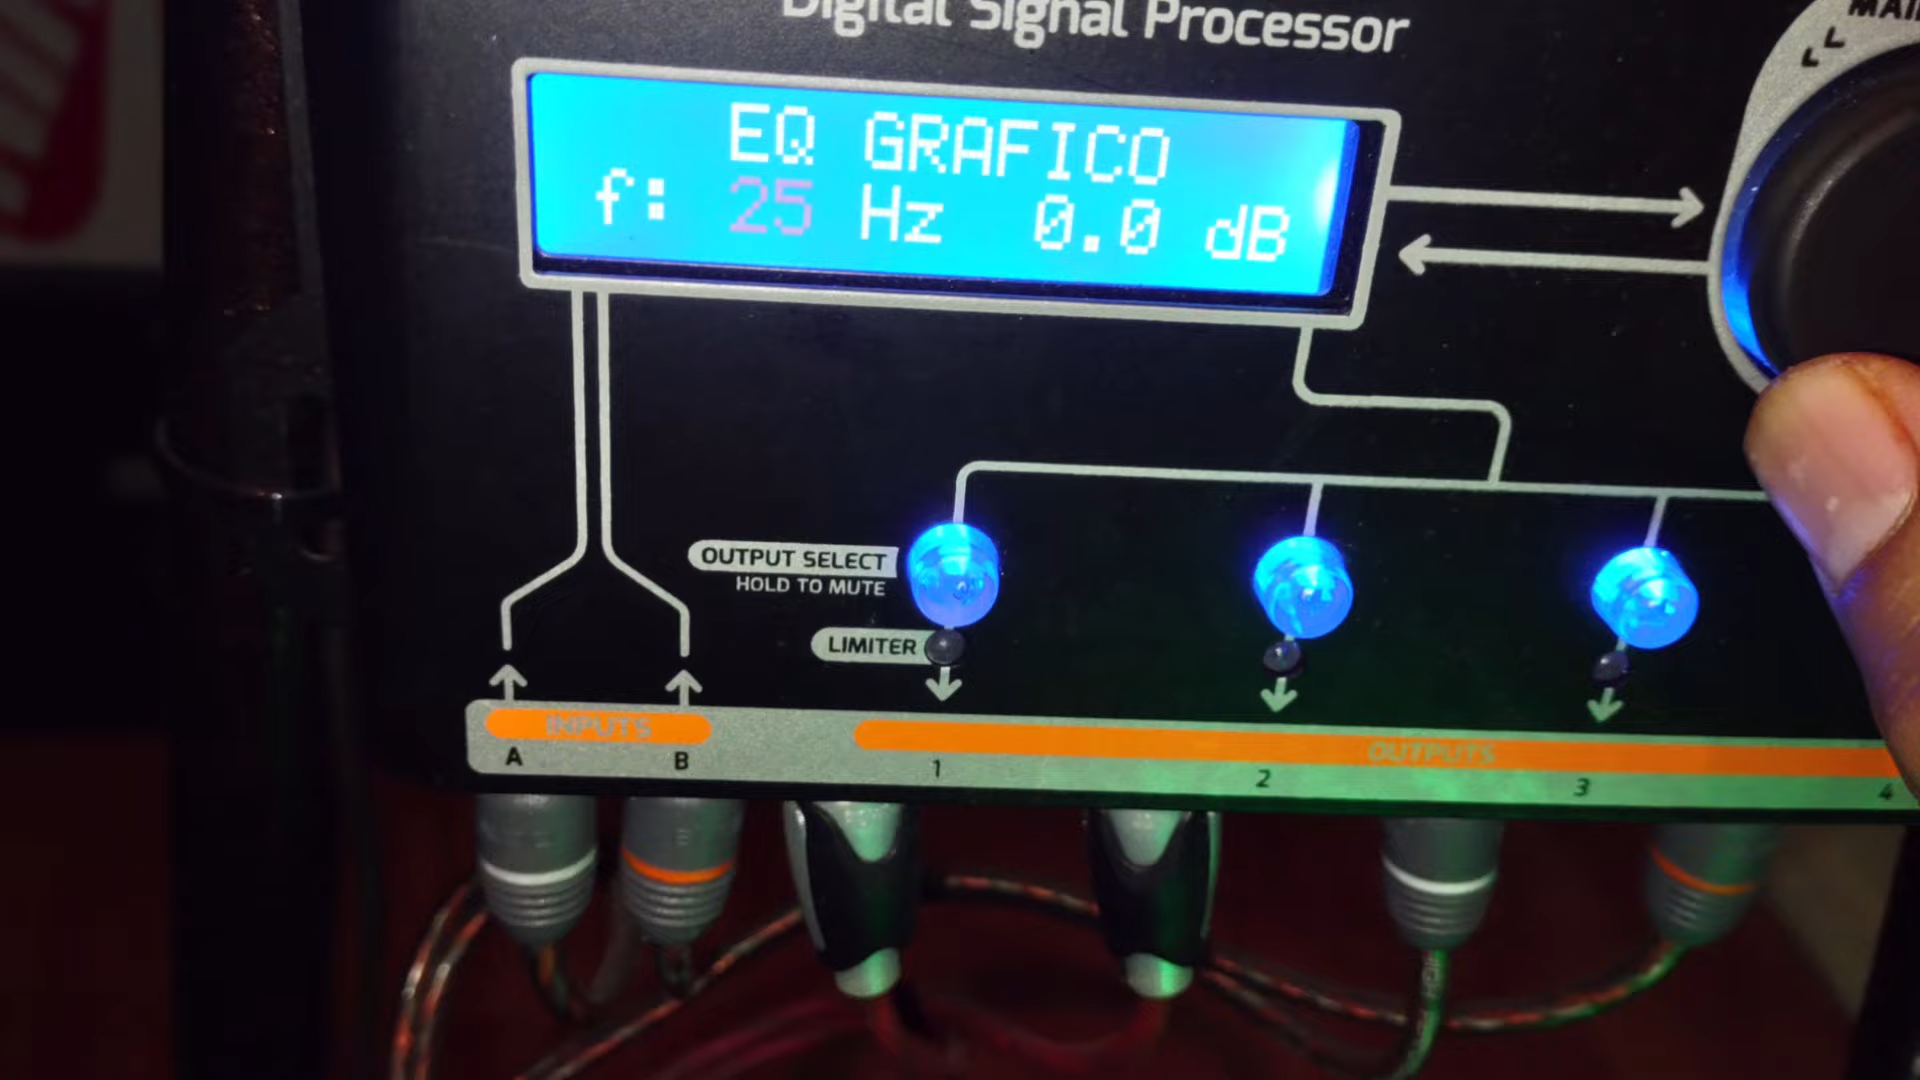 Digital Signal Processor
MAIN
EQ GRAFICO
f: 25 Hz 0.0 dB
OUTPUT SELECT
HOLD TO MUTE
LIMITER
INPUTS
OUTPUTS
A B 1 2 3 4